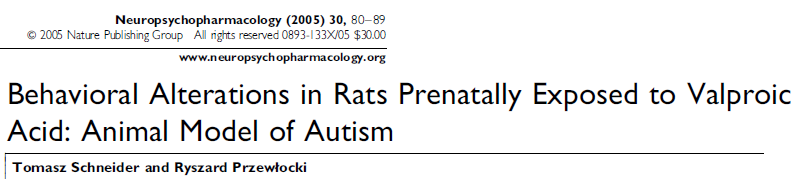 Neuropsychopharmacology (2005) 30, 80–89
© 2005 Nature Publishing Group All rights reserved 0893-133X/05 $30.00
www.neuropsychopharmacology.org
Behavioral Alterations in Rats Prenatally Exposed to Valproic
Acid: Animal Model of Autism
Tomasz Schneider and Ryszard Przewłocki